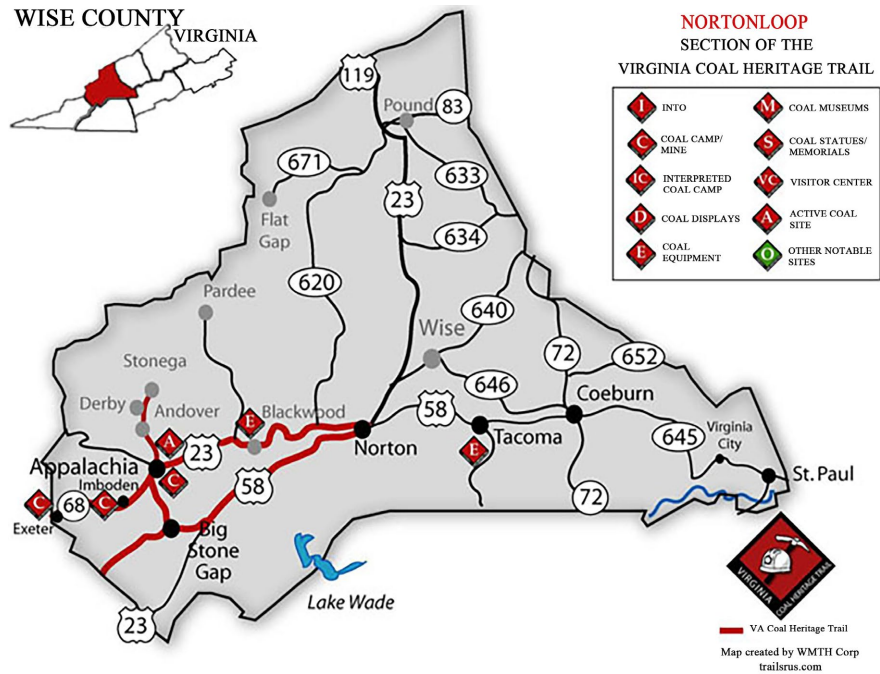 WISE COUNTY
VIRGINIA
NORTONLOOP
SECTION OF THE
VIRGINIA COAL HERITAGE TRAIL
I INTO
M COAL MUSEUMS
C COAL CAMP/
MINE
S COAL STATUES/
MEMORIALS
IC INTERPRETED
COAL CAMP
VC VISITOR CENTER
D COAL DISPLAYS
A ACTIVE COAL
SITE
E COAL
EQUIPMENT
O OTHER NOTABLE
SITES
119
Pound
83
671
633
23
Flat
Gap
634
620
Pardee
640
Wise
72
652
Stonega
646
Coeburn
Derby
Andover
E
Blackwood
58
Virginia
City
A
23
Norton
Tacoma
645
Appalachia
E
St. Paul
Imboden
C
58
C
68
C
72
Exeter
Big
Stone
Gap
Lake Wade
23
VIRGINIA
COAL HERITAGE TRAIL
VA Coal Heritage Trail
Map created by WMTH Corp
trailsrus.com